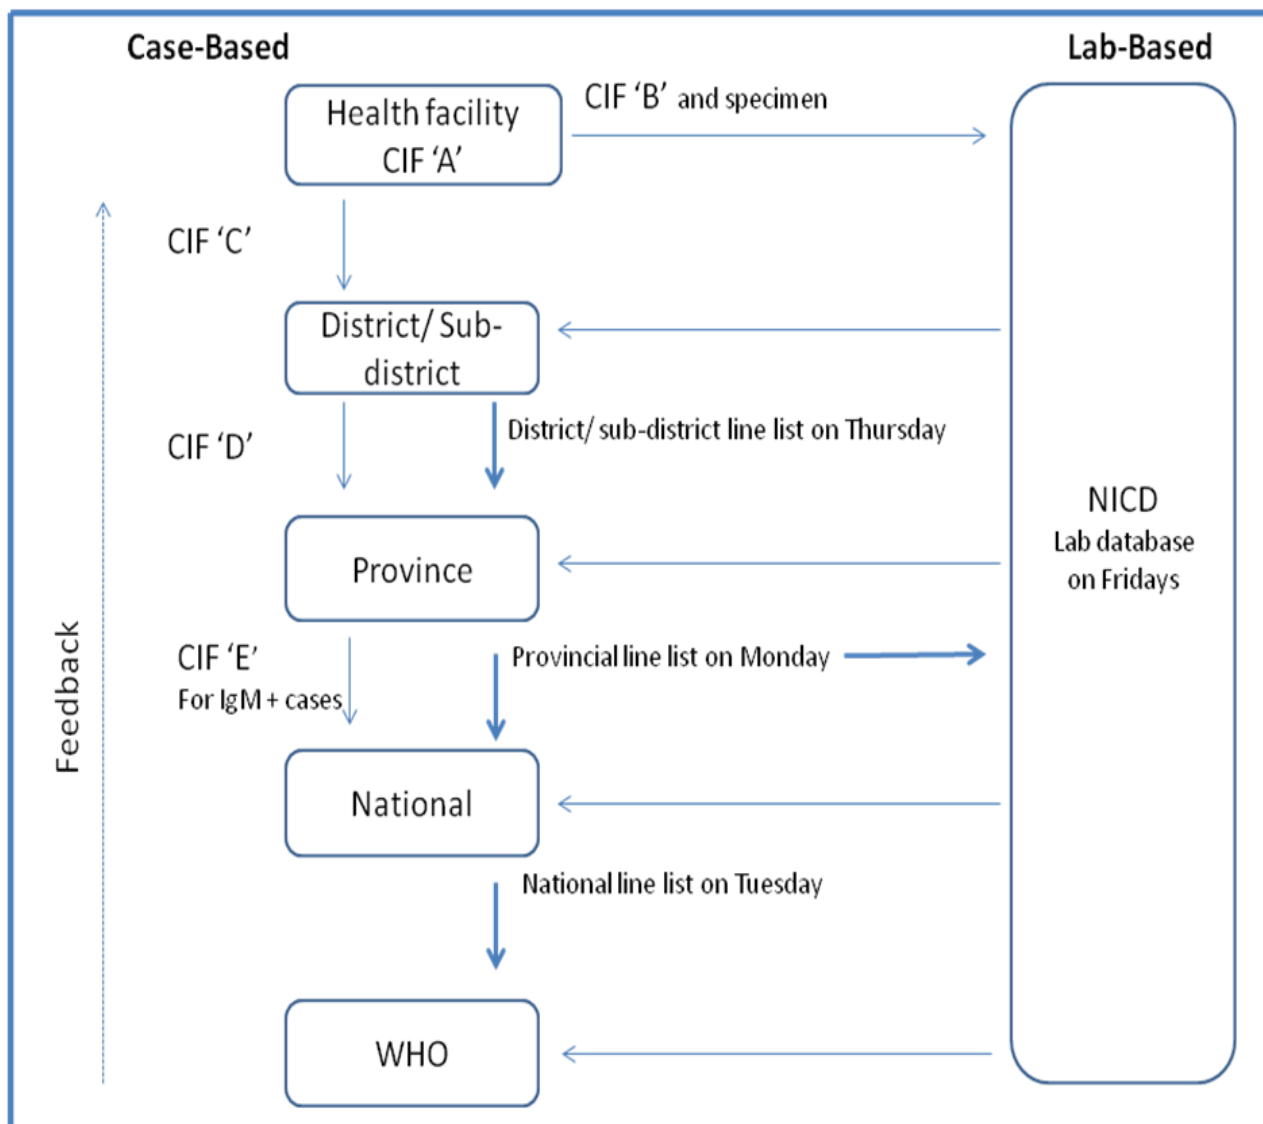 Case-Based
Lab-Based
Health facility
CIF ‘A’
CIF ‘B’ and specimen
CIF ‘C’
District/ Sub-
district
CIF ‘D’
District/ sub-district line list on Thursday
NICD
Lab database
on Fridays
Province
Feedback
CIF ‘E’
For IgM + cases
Provincial line list on Monday
National
National line list on Tuesday
WHO